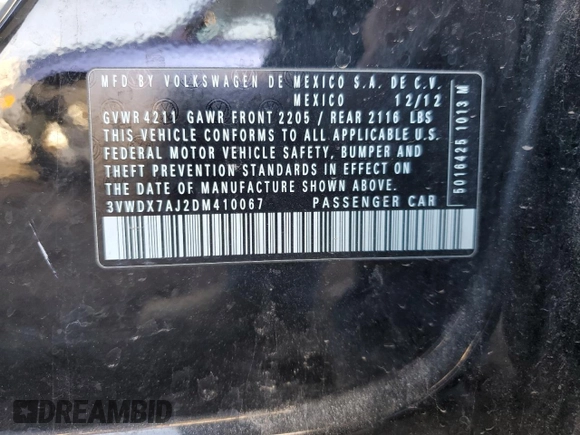 MFD BY VOLKSWAGEN DE MEXICO S.A. DE C.V.
MEXICO 12/12
GVWR 4211 GAWR FRONT 2205 / REAR 2116 LBS
THIS VEHICLE CONFORMS TO ALL APPLICABLE U.S.
FEDERAL MOTOR VEHICLE SAFETY, BUMPER AND
THEFT PREVENTION STANDARDS IN EFFECT ON
THE DATE OF MANUFACTURE SHOWN ABOVE.
3VWDX7AJ2DM410067 PASSENGER CAR
5016425 1013 M
DREAMBID